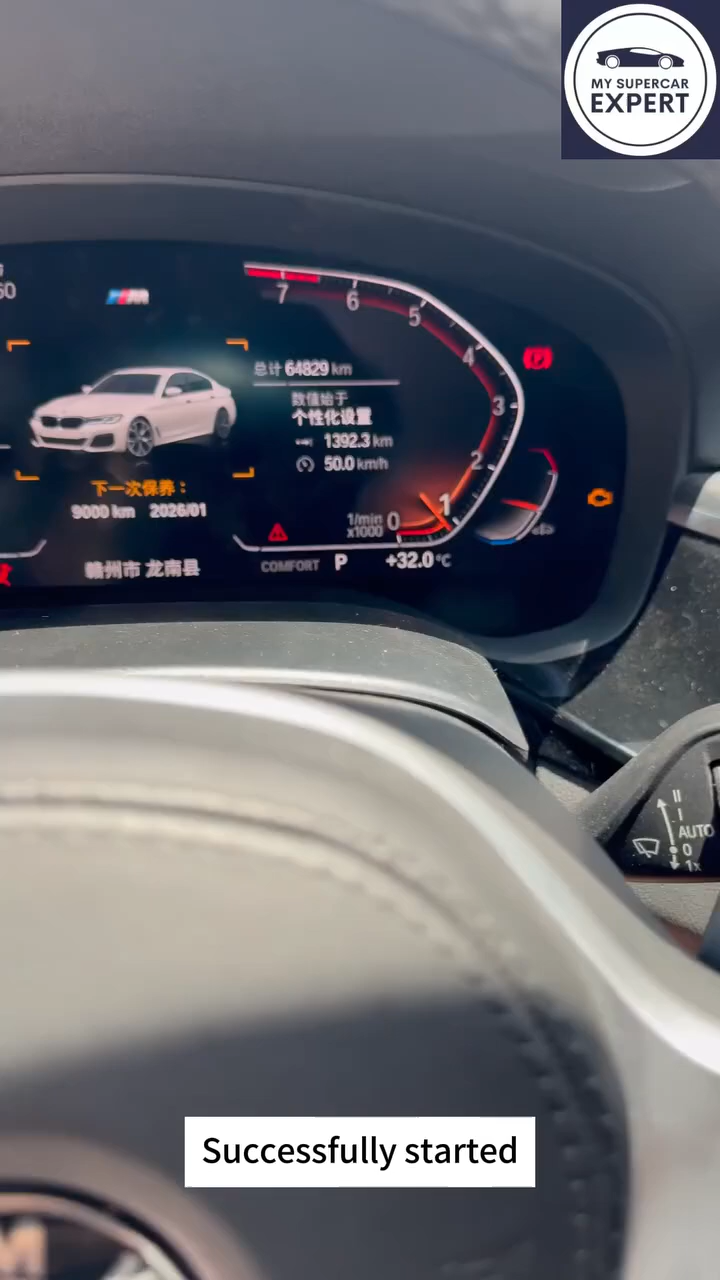 MY SUPERCAR
EXPERT
7
6
5
4
3
2
1
0
总计 64829 km
数值始于
个性化设置
1392.3 km
50.0 km/h
下一次保养：
9000 km 2026/01
1/min
x1000
赣州市 龙南县
COMFORT P +32.0 °C
II
I
AUTO
0
1x
Successfully started
M